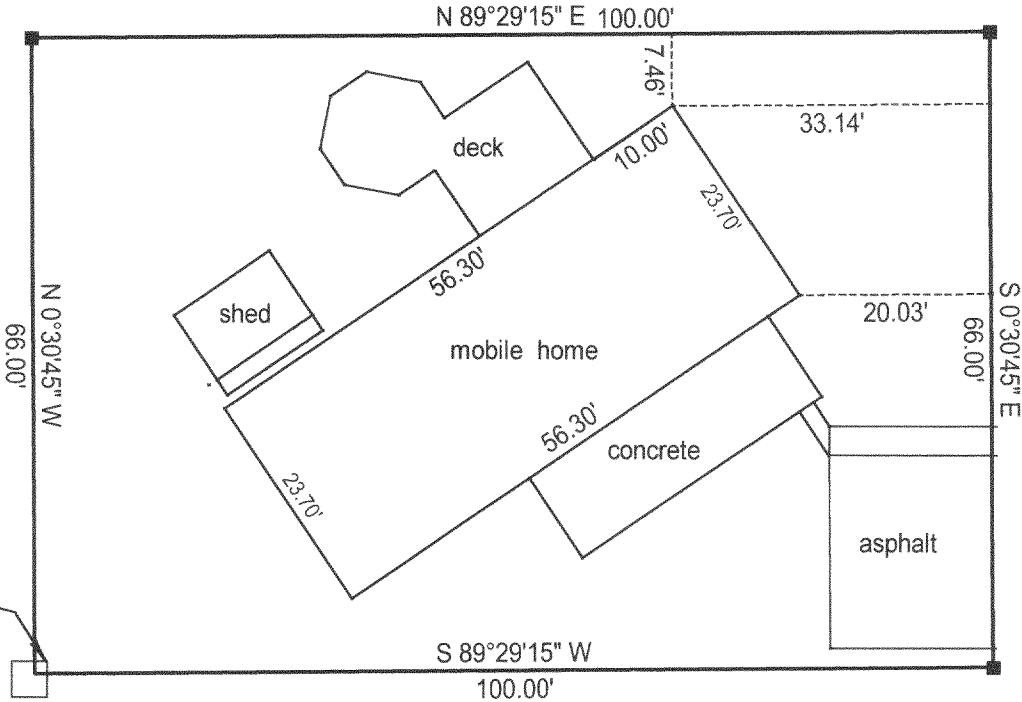 N 89°29'15" E 100.00'
7.46'
33.14'
deck
10.00'
23.70'
56.30'
shed
20.03'
N 0°30'45" W
66.00'
S 0°30'45" E
66.00'
mobile home
56.30'
concrete
23.70'
asphalt
S 89°29'15" W
100.00'